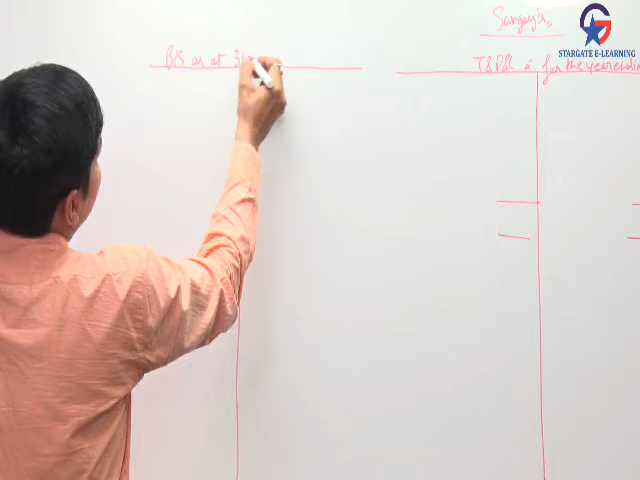 Sanjay's
STARGATE E-LEARNING
B/S as at 31
T&P&L a/c for the year ending